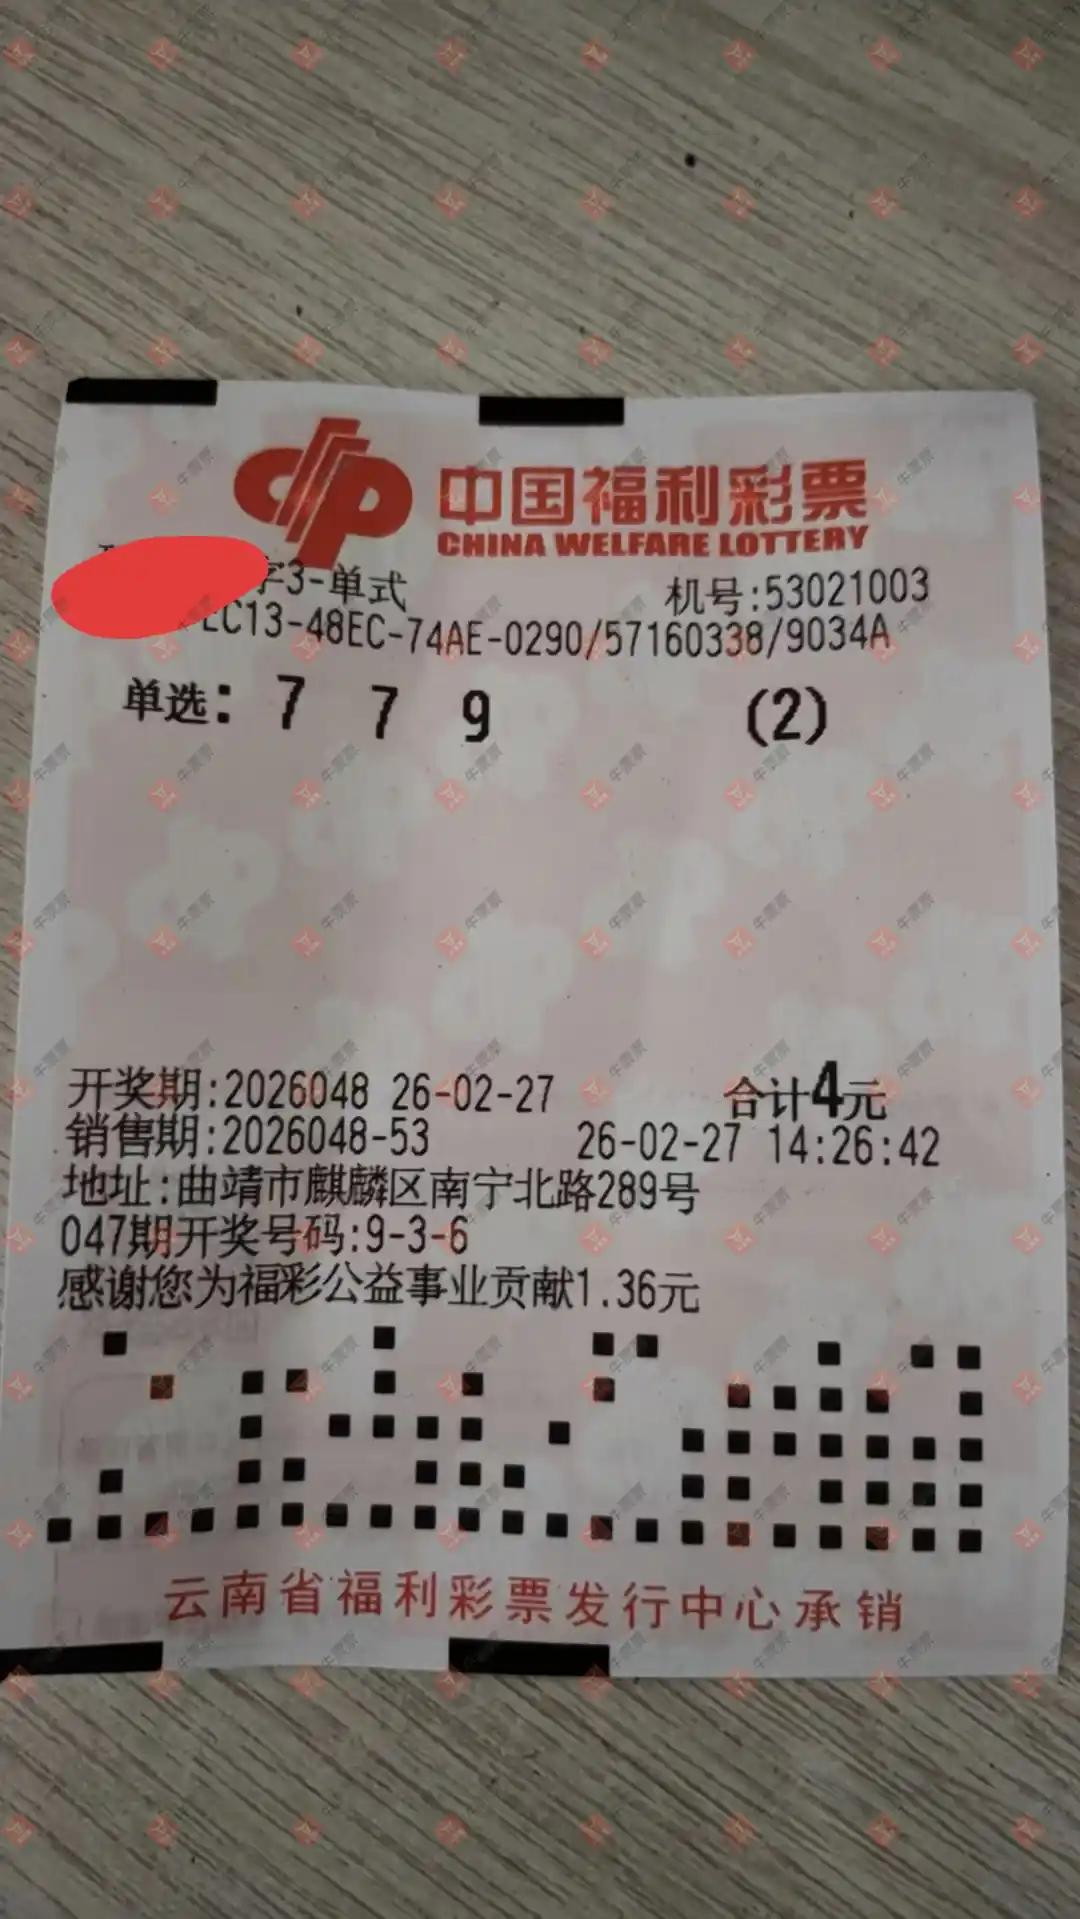 中国福利彩票
CHINA WELFARE LOTTERY
字3-单式 机号:53021003
EC13-48EC-74AE-0290/57160338/9034A
单选: 7 7 9 (2)
开奖期:2026048 26-02-27 合计4元
销售期:2026048-53 26-02-27 14:26:42
地址:曲靖市麒麟区南宁北路289号
047期开奖号码:9-3-6
感谢您为福彩公益事业贡献1.36元
云南省福利彩票发行中心承销